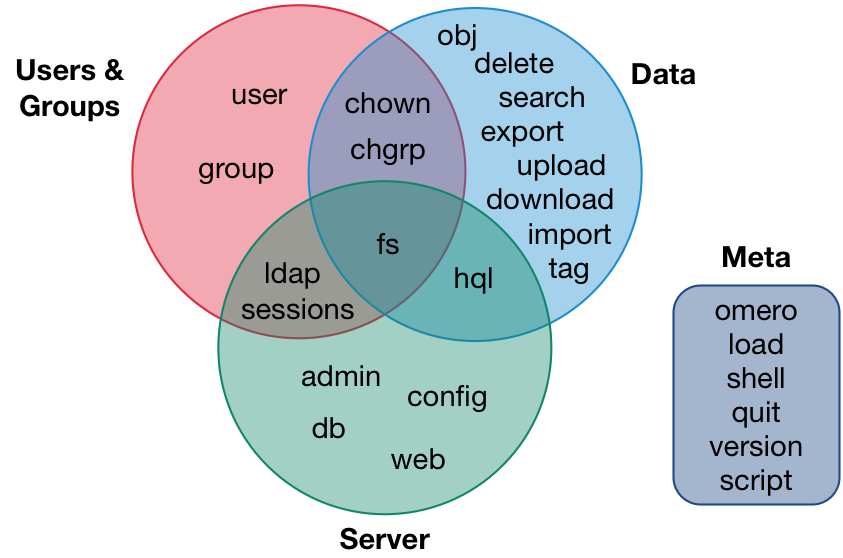 Users &
Groups
user
group
chown
chgrp
obj
delete
search
export
upload
download
import
tag
Data
fs
ldap
sessions
hql
admin
config
db
web
Server
Meta
omero
load
shell
quit
version
script